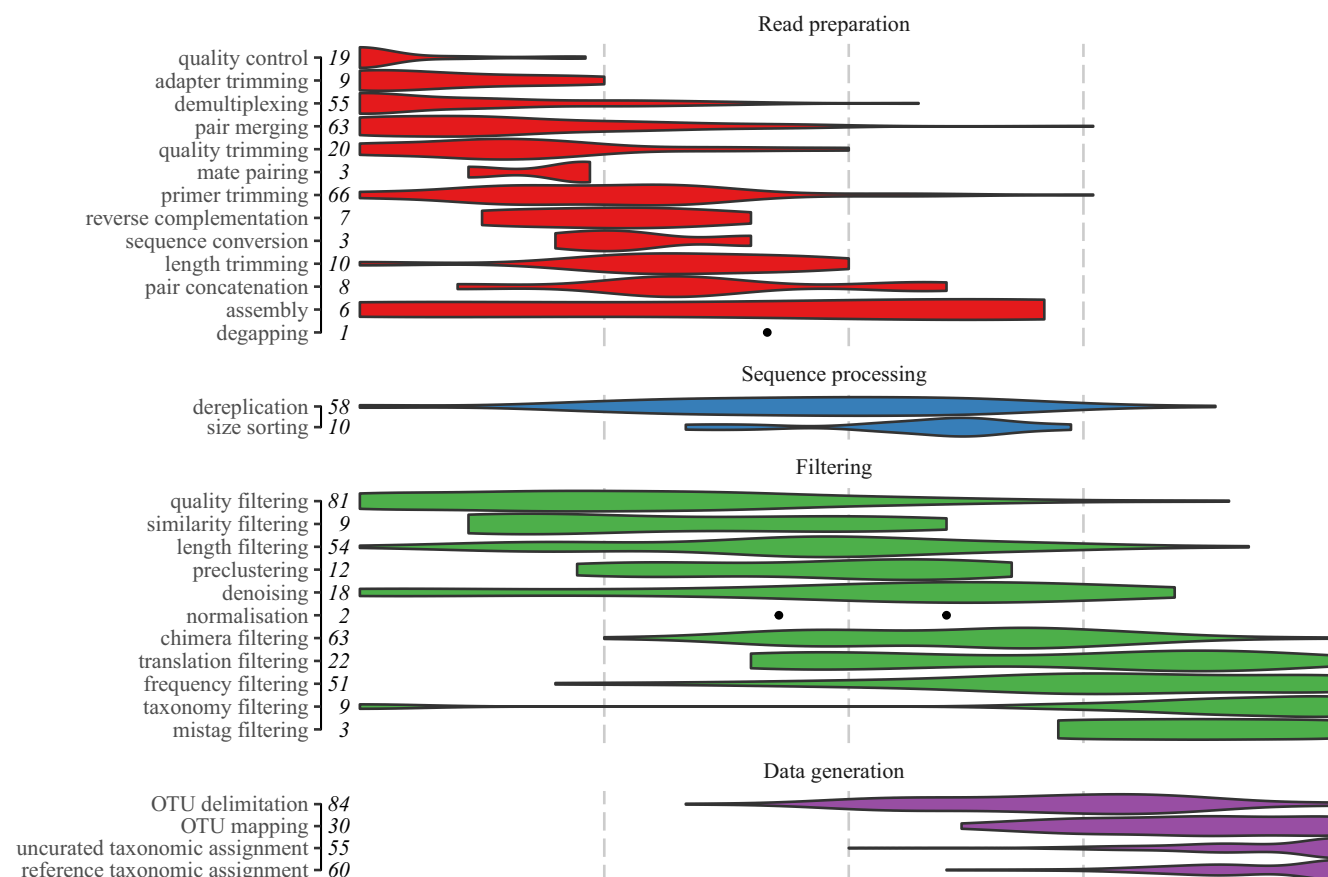 Read preparation
quality control 19
adapter trimming 9
demultiplexing 55
pair merging 63
quality trimming 20
mate pairing 3
primer trimming 66
reverse complementation 7
sequence conversion 3
length trimming 10
pair concatenation 8
assembly 6
degapping 1
Sequence processing
dereplication 58
size sorting 10
Filtering
quality filtering 81
similarity filtering 9
length filtering 54
preclustering 12
denoising 18
normalisation 2
chimera filtering 63
translation filtering 22
frequency filtering 51
taxonomy filtering 9
mistag filtering 3
Data generation
OTU delimitation 84
OTU mapping 30
uncurated taxonomic assignment 55
reference taxonomic assignment 60